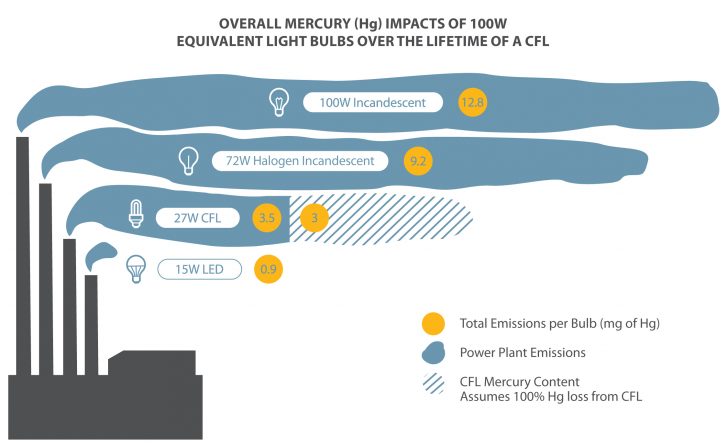 OVERALL MERCURY (Hg) IMPACTS OF 100W
EQUIVALENT LIGHT BULBS OVER THE LIFETIME OF A CFL
100W Incandescent 12.8
72W Halogen Incandescent 9.2
27W CFL 3.5 3
15W LED 0.9
Total Emissions per Bulb (mg of Hg)
Power Plant Emissions
CFL Mercury Content
Assumes 100% Hg loss from CFL